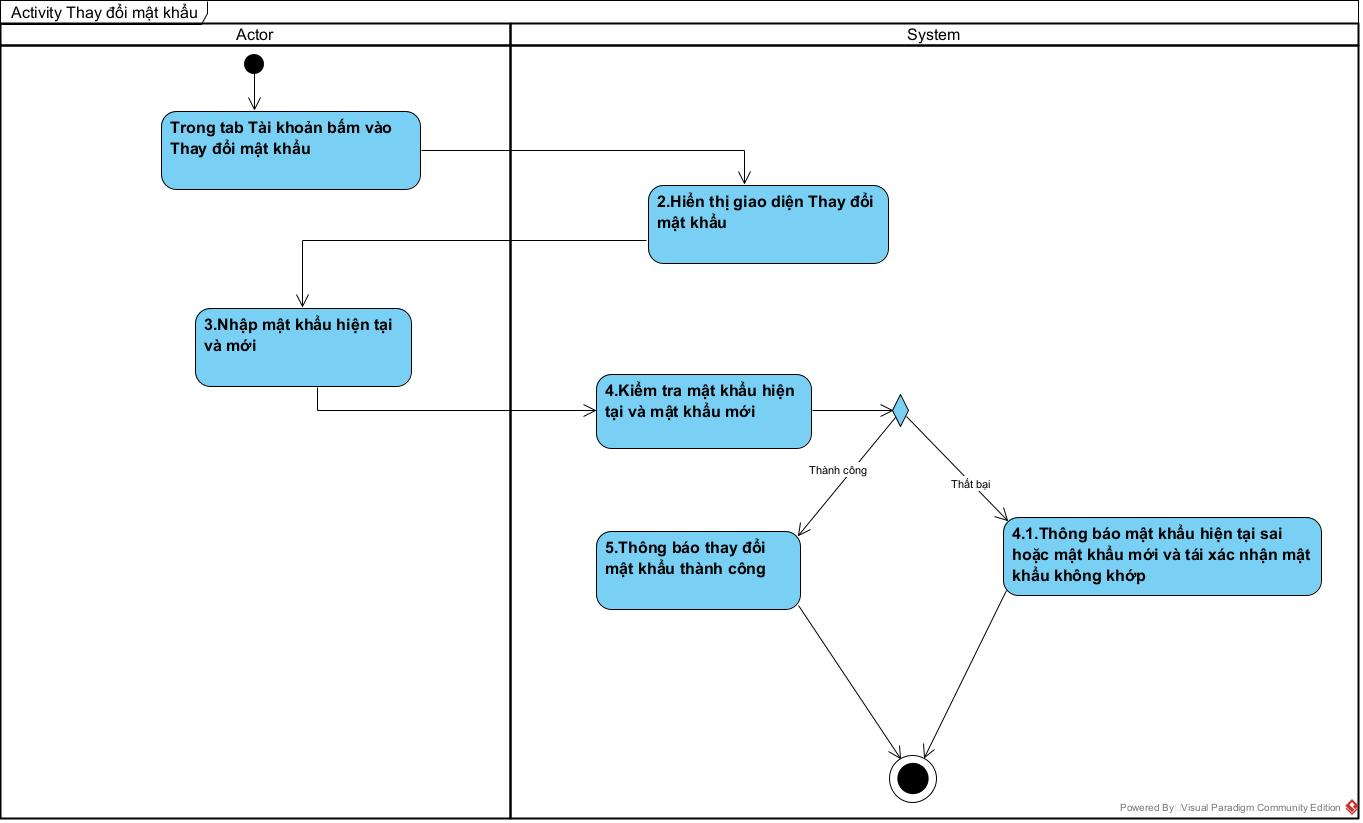 Activity Thay đổi mật khẩu
Actor
System
Trong tab Tài khoản bấm vào
Thay đổi mật khẩu
2.Hiển thị giao diện Thay đổi
mật khẩu
3.Nhập mật khẩu hiện tại
và mới
4.Kiểm tra mật khẩu hiện
tại và mật khẩu mới
Thành công
Thất bại
5.Thông báo thay đổi
mật khẩu thành công
4.1.Thông báo mật khẩu hiện tại sai
hoặc mật khẩu mới và tái xác nhận mật
khẩu không khớp
Powered By Visual Paradigm Community Edition